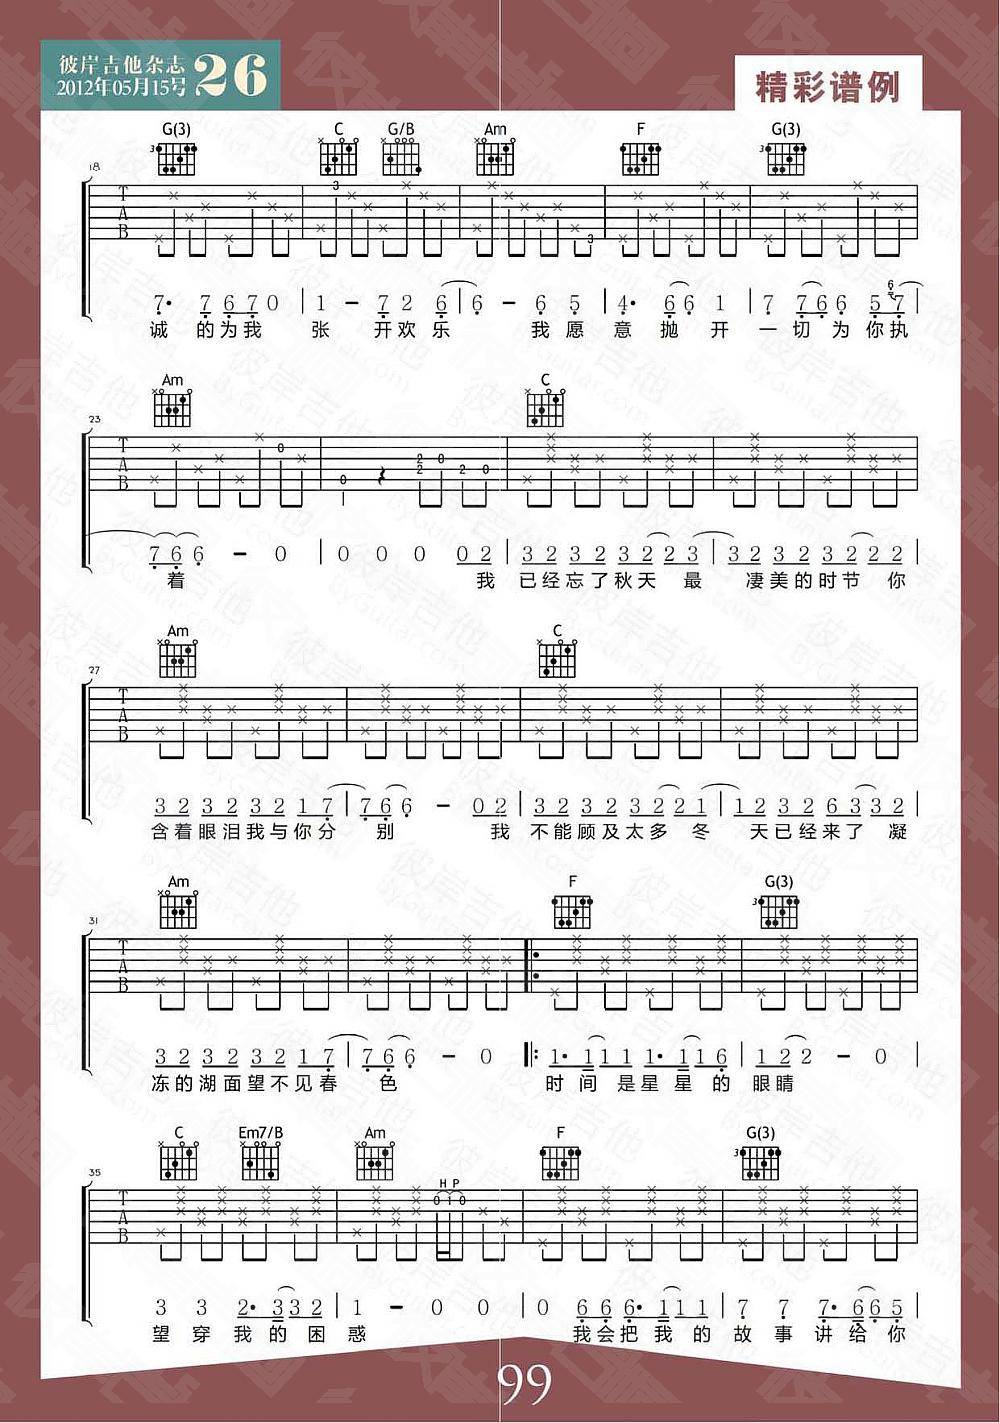 彼岸吉他杂志
2012年05月15号
26
精彩谱例
G(3) C G/B Am F G(3)
18
T
A
B
3 3
7· 7 6 7 0 | 1 – 7 2 6 | 6 – 6 5 | 4· 6 6 1 | 7 7 6 6 5 6 7
诚 的为我 张 开欢乐 我愿意抛开一切为你执
Am C
23
T
A
B
0 0 2 2 0 2 0
7 6 6 – 0 | 0 0 0 0 2 | 3 2 3 2 3 2 2 3 | 3 2 3 2 3 2 2 2 |
着 我 已经忘了秋天 最 凄美的时节 你
Am C
27
T
A
B
3 2 3 2 3 2 1 7 | 7 6 6 – 0 2 | 3 2 3 2 3 2 2 1 | 1 2 3 2 6 3 3 2 |
含着眼泪我与你分 别 我 不能顾及太多 冬 天已经来了 凝
Am F G(3)
31
T
A
B
3 2 3 2 3 2 1 7 | 7 6 6 – 0 1· 1 1 1 1· 1 1 6 | 1 2 2 – 0 |
冻的湖面望不见春 色 时间 是星星的 眼睛
C Em7/B Am F G(3)
35
H P
T
A
B
0 1 0
3 3 2· 3 3 2 | 1 – 0 0 | 0 6 6 6· 1 1 1 | 7 7 7· 6 6 5 |
望穿我的困惑 我会把我的故事讲给你
99